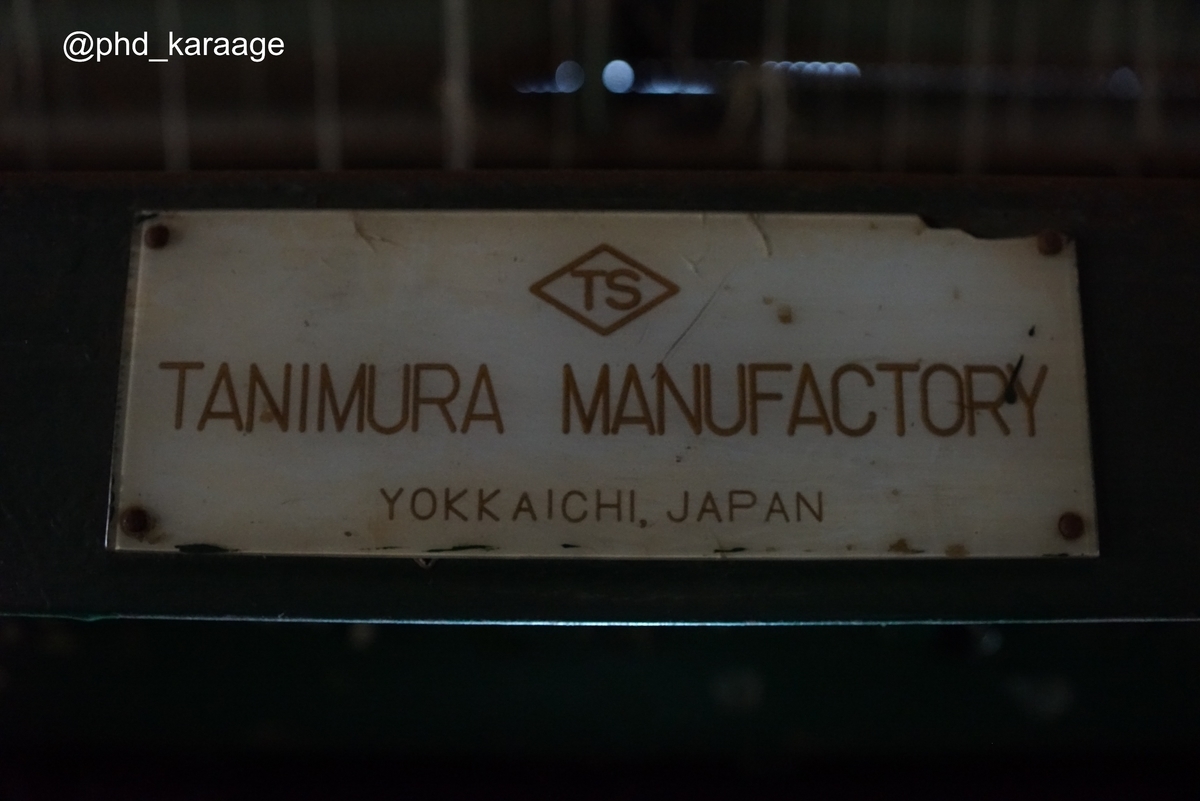 @phd_karaage
TS
TANIMURA MANUFACTORY
YOKKAICHI, JAPAN